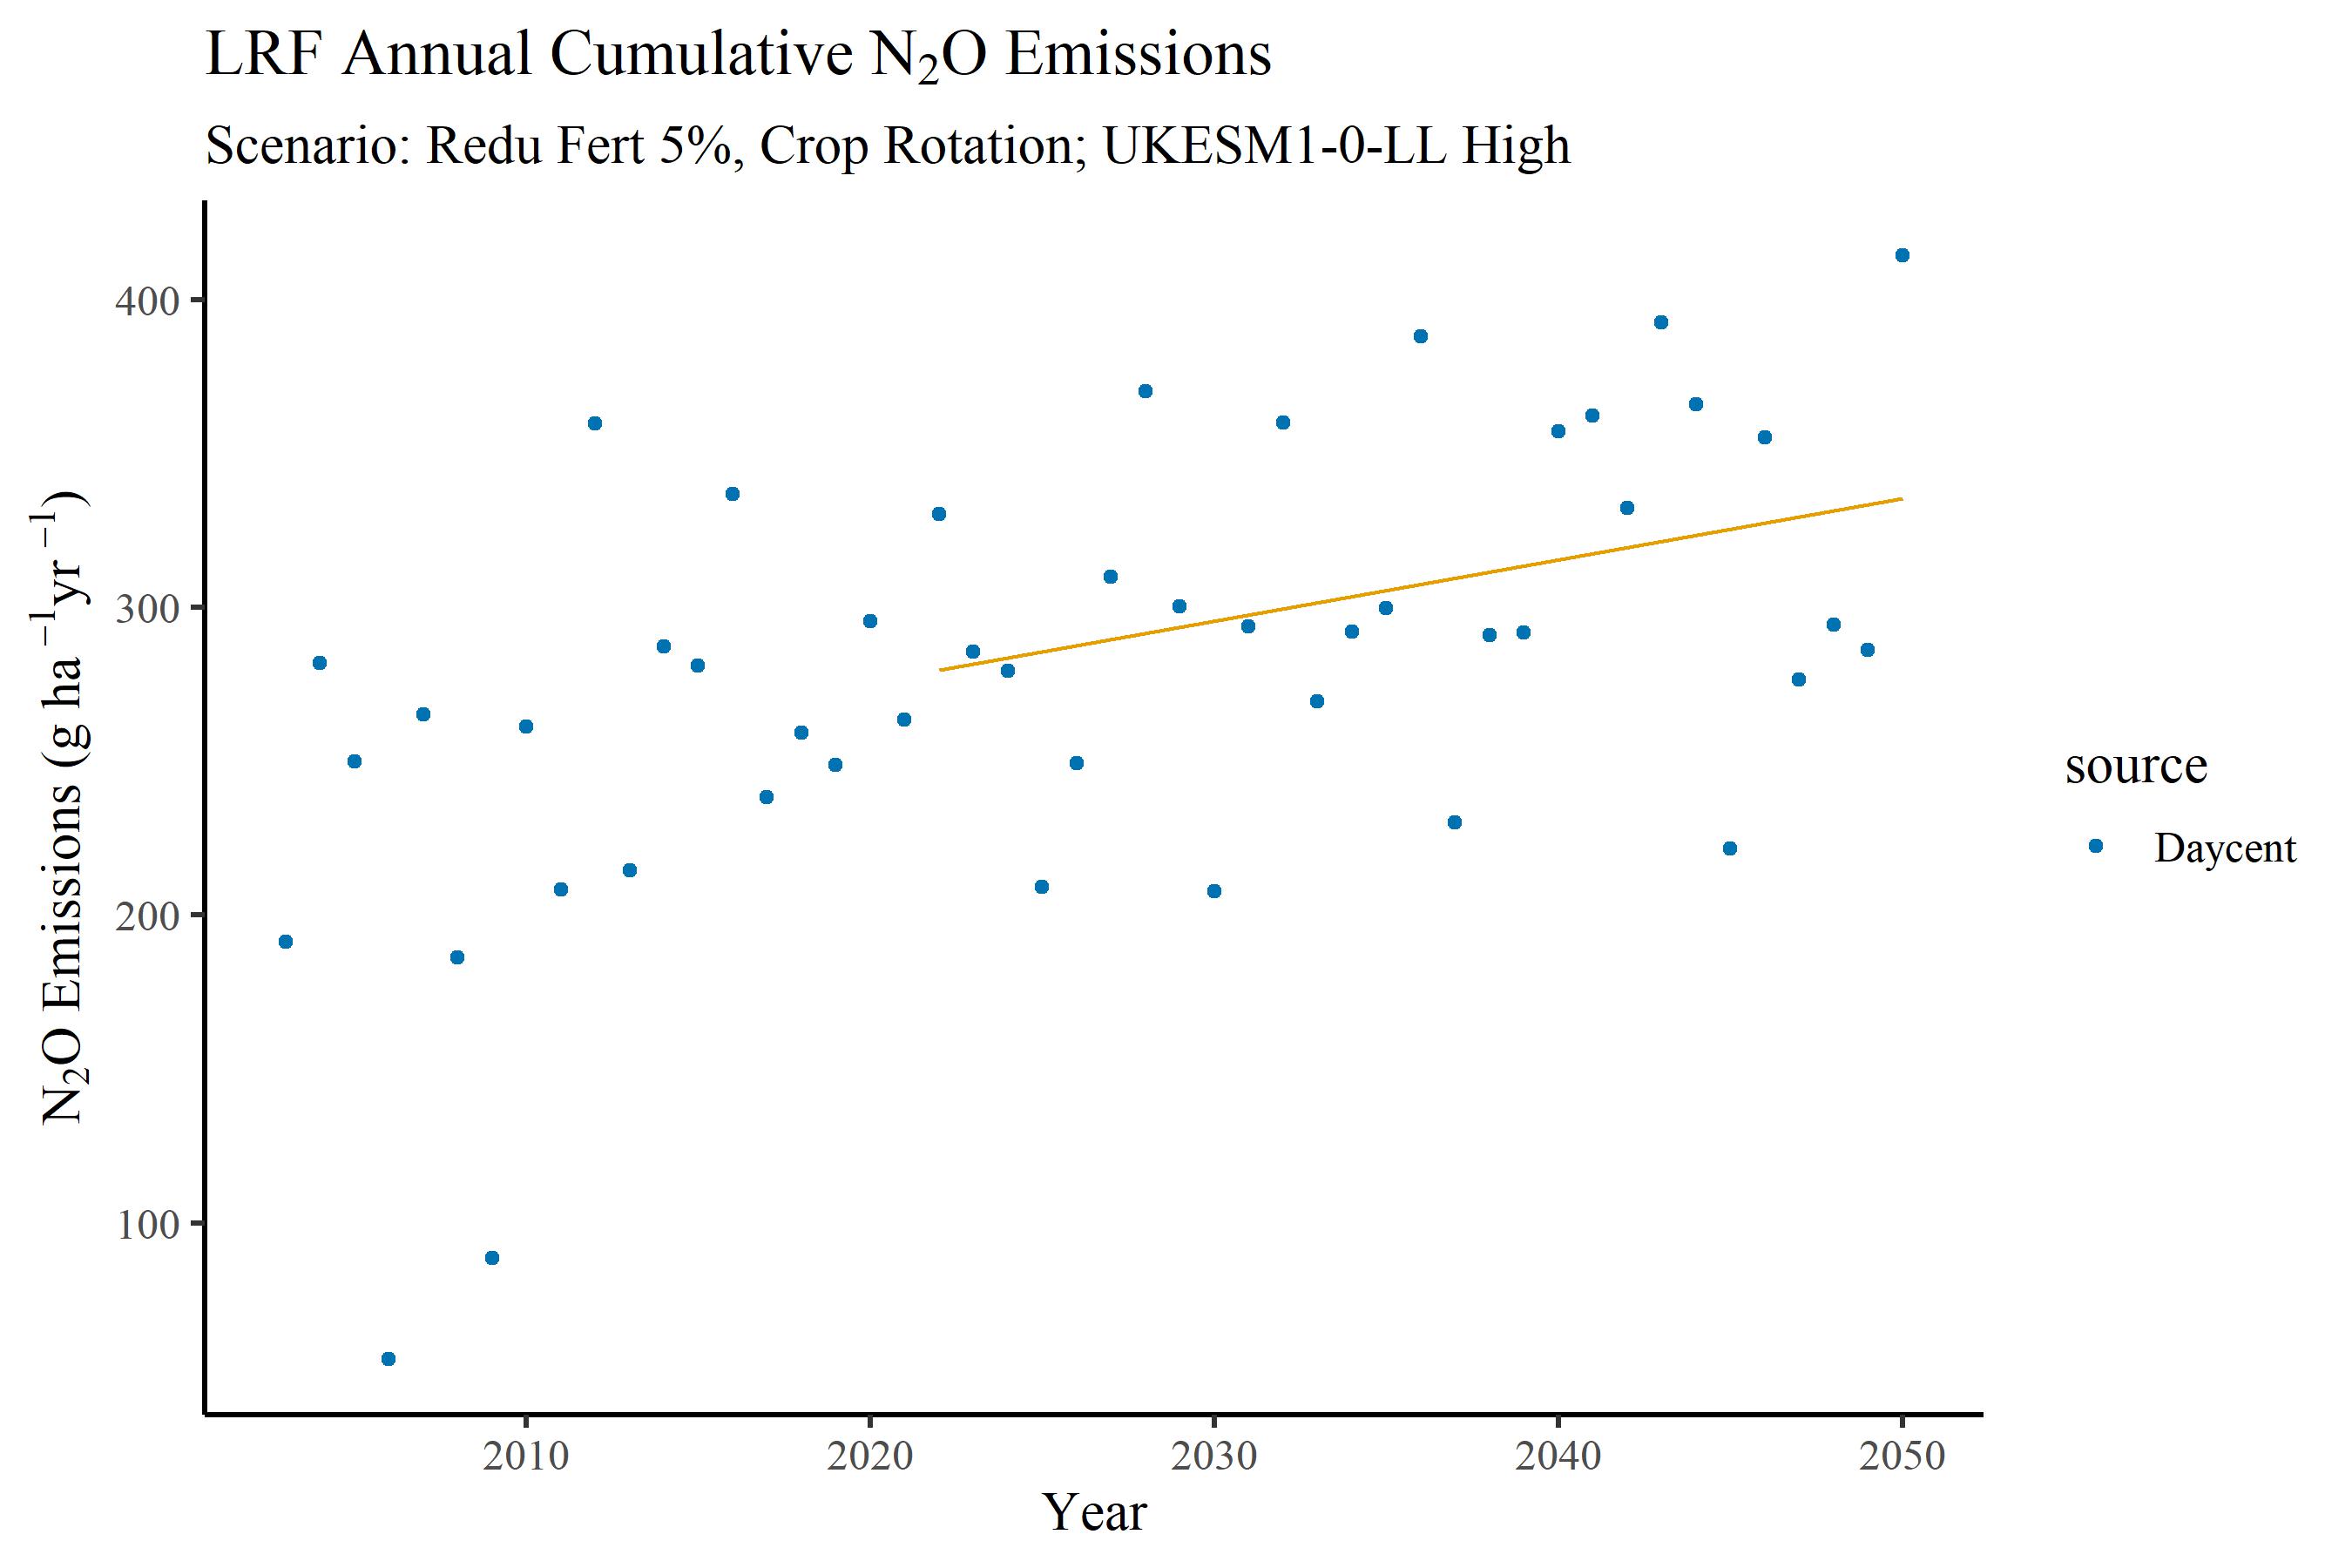 LRF Annual Cumulative N₂O Emissions
Scenario: Redu Fert 5%, Crop Rotation; UKESM1-0-LL High
N₂O Emissions (g ha ⁻¹yr ⁻¹)
400
300
200
100
source
Daycent
2010 2020 2030 2040 2050
Year